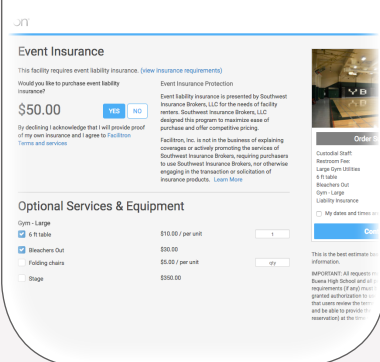 Event Insurance
This facility requires event liability insurance. (view insurance requirements)
Would you like to purchase event liability
insurance?
$50.00
YES
NO
By declining I acknowledge that I will provide proof
of my own insurance and I agree to Facilitron
Terms and services
Event Insurance Protection
Event liability insurance is presented by Southwest
Insurance Brokers, LLC for the needs of facility
renters. Southwest Insurance Brokers, LLC
designed this program to maximize ease of
purchase and offer competitive pricing.
Facilitron, Inc. is not in the business of explaining
coverages or actively promoting the services of
Southwest Insurance Brokers, requiring purchasers
to use Southwest Insurance Brokers, nor otherwise
engaging in the transaction or solicitation of
insurance products. Learn More
Optional Services & Equipment
Gym - Large
6 ft table $10.00 / per unit 1
Bleachers Out $30.00
Folding chairs $5.00 / per unit qty
Stage $350.00
YB
Order
Custodial Staff:
Restroom Fee:
Large Gym Utilities
6 ft table
Bleachers Out
Gym - Large
Liability Insurance
My dates and times
This is the best estimate
information.
IMPORTANT: All requests
Buena High School and all
requirements (if any) must
granted authorization to
that users review the
and be able to provide
reservation) at the time